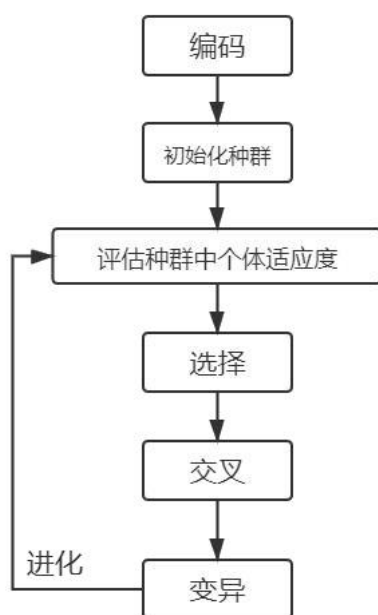 编码
初始化种群
评估种群中个体适应度
选择
交叉
进化
变异